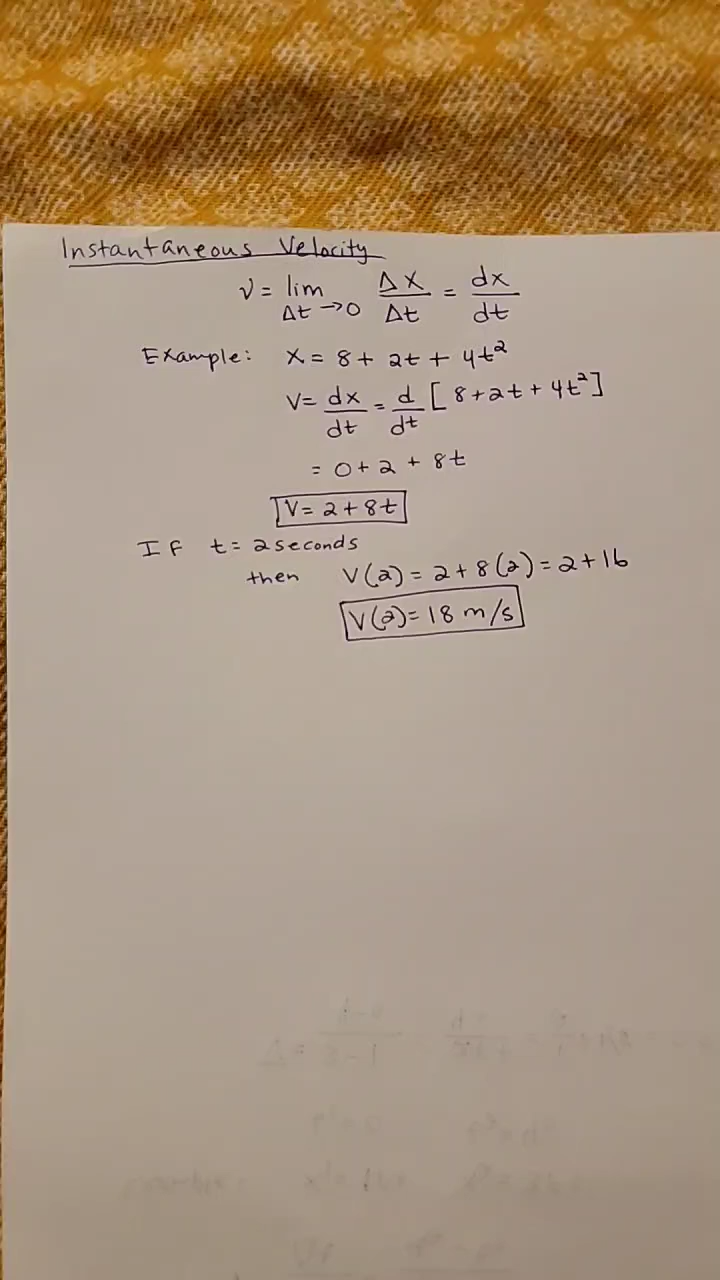 Instantaneous Velocity
v = lim Δt→0 Δx/Δt = dx/dt
Example: x = 8 + 2t + 4t²
V = dx/dt = d/dt [8+2t+4t²]
= 0 + 2 + 8t
V = 2 + 8t
If t = 2 seconds
then V(2) = 2 + 8(2) = 2 + 16
V(2) = 18 m/s